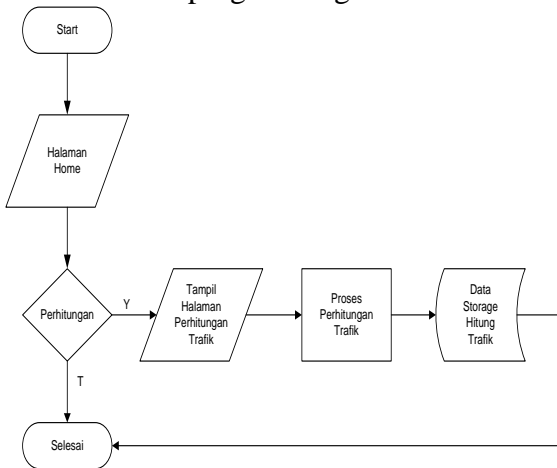 Start
Halaman
Home
Perhitungan
Y
Tampil
Halaman
Perhitungan
Trafik
Proses
Perhitungan
Trafik
Data
Storage
Hitung
Trafik
T
Selesai